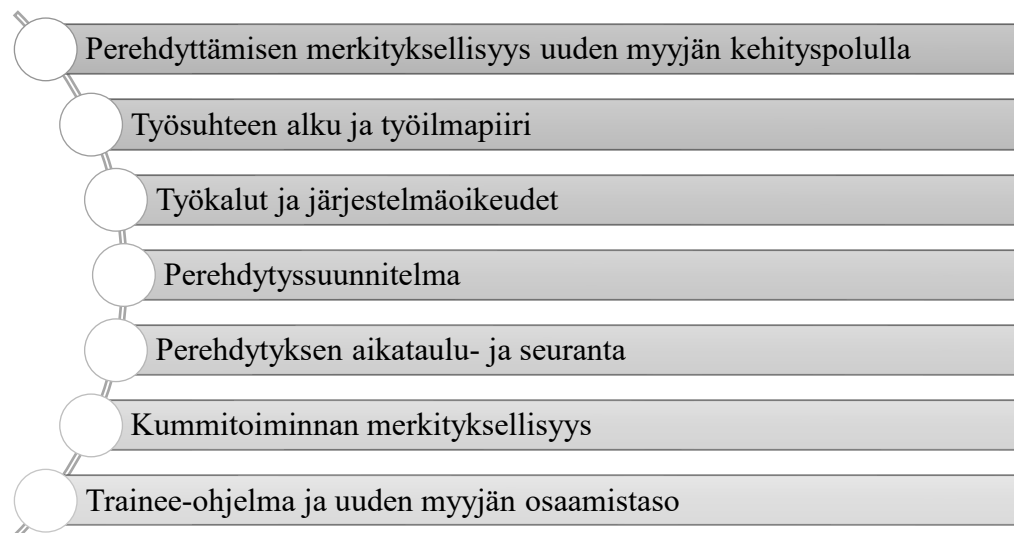 Perehdyttämisen merkityksellisyys uuden myyjän kehityspolulla
Työsuhteen alku ja työilmapiiri
Työkalut ja järjestelmäoikeudet
Perehdytyssuunnitelma
Perehdytyksen aikataulu- ja seuranta
Kummitoiminnan merkityksellisyys
Trainee-ohjelma ja uuden myyjän osaamistaso